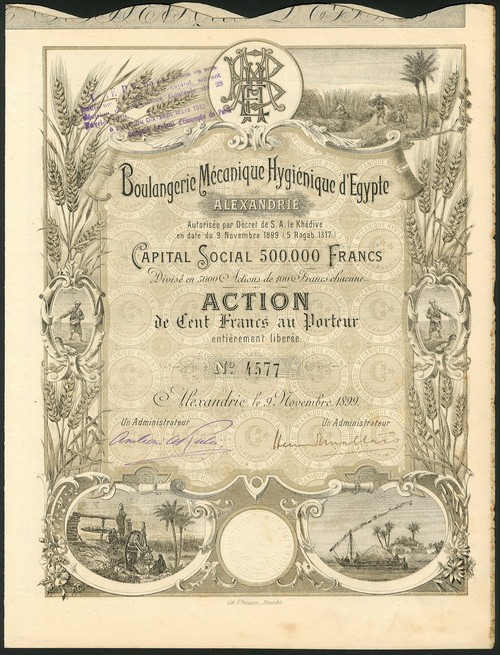 Boulangerie Mécanique Hygiénique d'Egypte
ALEXANDRIE
Autorisée par Décret de S. A. le Khédive
en date du 9 Novembre 1899 (5 Ragab 1317.)
CAPITAL SOCIAL 500.000 FRANCS
Divisé en 5000 Actions de 100 Francs chacune.
ACTION
de Cent Francs au Porteur
entièrement libérée.
No 4577
Alexandrie le 9 Novembre 1899.
Un Administrateur
Un Administrateur